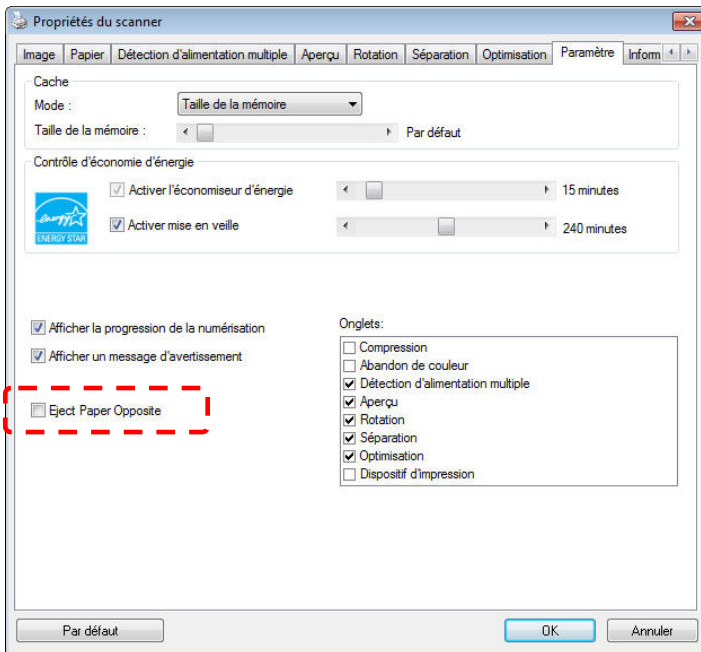 Propriétés du scanner
Image Papier Détection d'alimentation multiple Aperçu Rotation Séparation Optimisation Paramètre Inform
Cache
Mode : Taille de la mémoire
Taille de la mémoire : Par défaut
Contrôle d'économie d'énergie
Activer l'économiseur d'énergie 15 minutes
energy
ENERGY STAR
Activer mise en veille 240 minutes
Afficher la progression de la numérisation
Afficher un message d'avertissement
Eject Paper Opposite
Onglets:
Compression
Abandon de couleur
Détection d'alimentation multiple
Aperçu
Rotation
Séparation
Optimisation
Dispositif d'impression
Par défaut OK Annuler